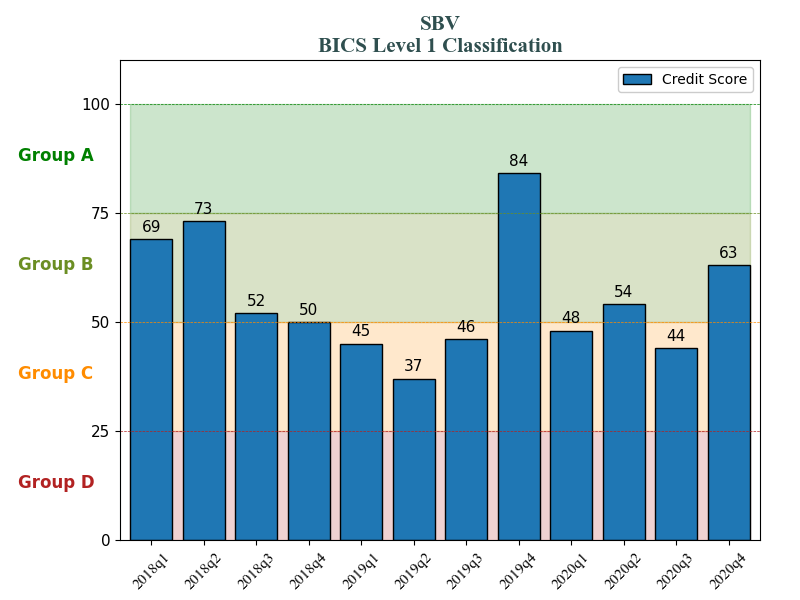 SBV
BICS Level 1 Classification
Credit Score
100
75
50
25
0
Group A
Group B
Group C
Group D
69
73
52
50
45
37
46
84
48
54
44
63
2018q1
2018q2
2018q3
2018q4
2019q1
2019q2
2019q3
2019q4
2020q1
2020q2
2020q3
2020q4